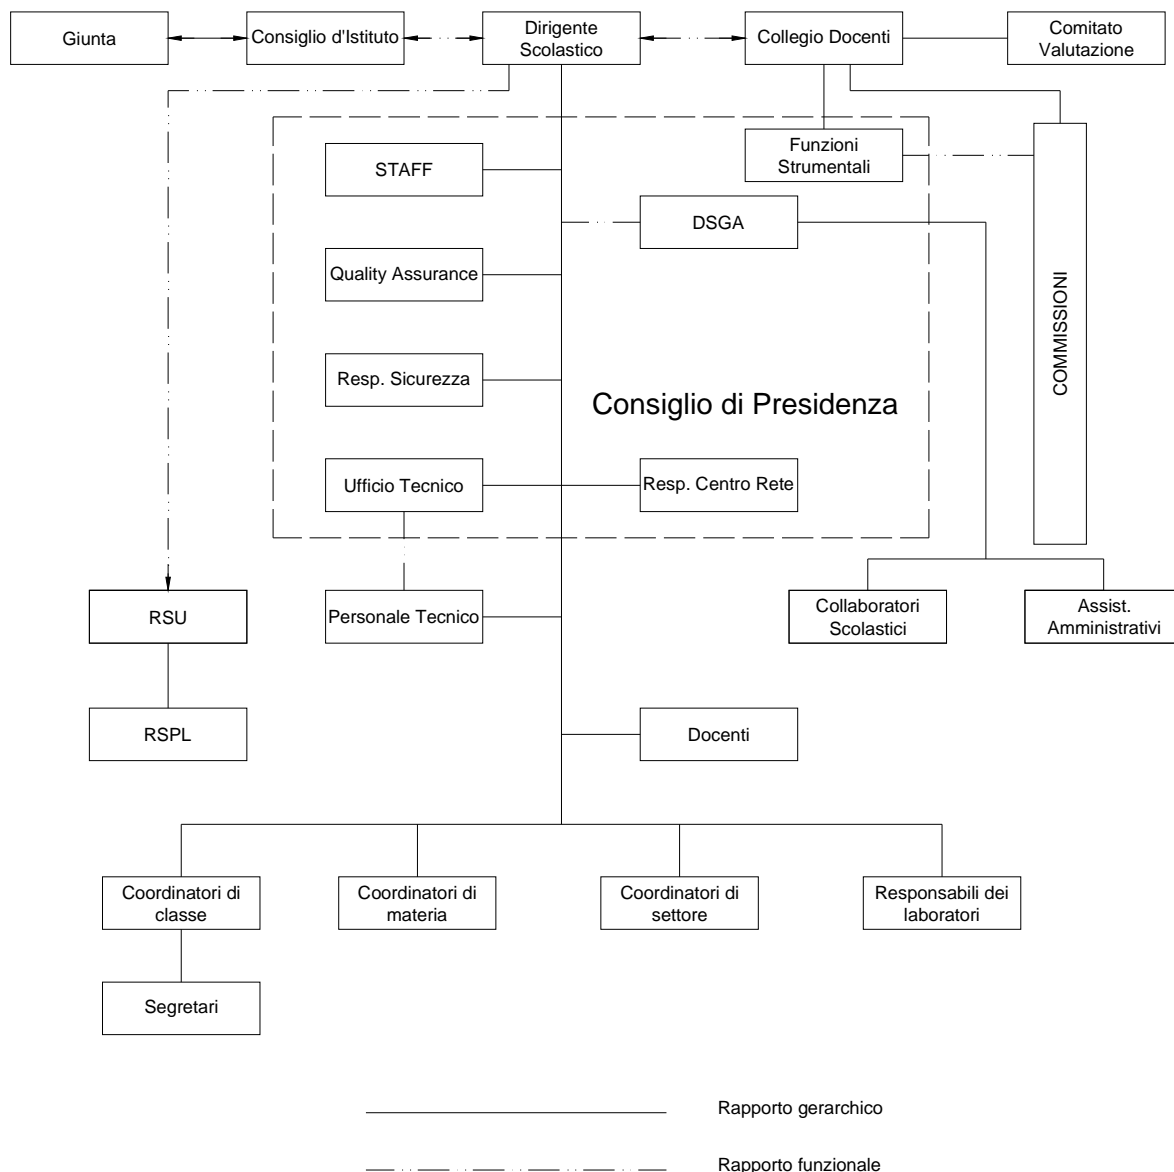 Giunta
Consiglio d'Istituto
Dirigente
Scolastico
Collegio Docenti
Comitato
Valutazione
STAFF
Funzioni
Strumentali
DSGA
Quality Assurance
COMMISSIONI
Resp. Sicurezza
Consiglio di Presidenza
Ufficio Tecnico
Resp. Centro Rete
RSU
Personale Tecnico
Collaboratori
Scolastici
Assist.
Amministrativi
RSPL
Docenti
Coordinatori di
classe
Coordinatori di
materia
Coordinatori di
settore
Responsabili dei
laboratori
Segretari
Rapporto gerarchico
Rapporto funzionale